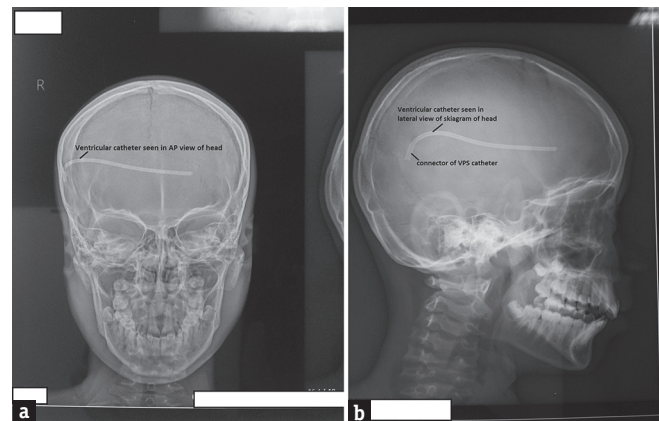 R
Ventricular catheter seen in AP view of head
a
Ventricular catheter seen in
lateral view of skiagram of head
connector of VPS catheter
b